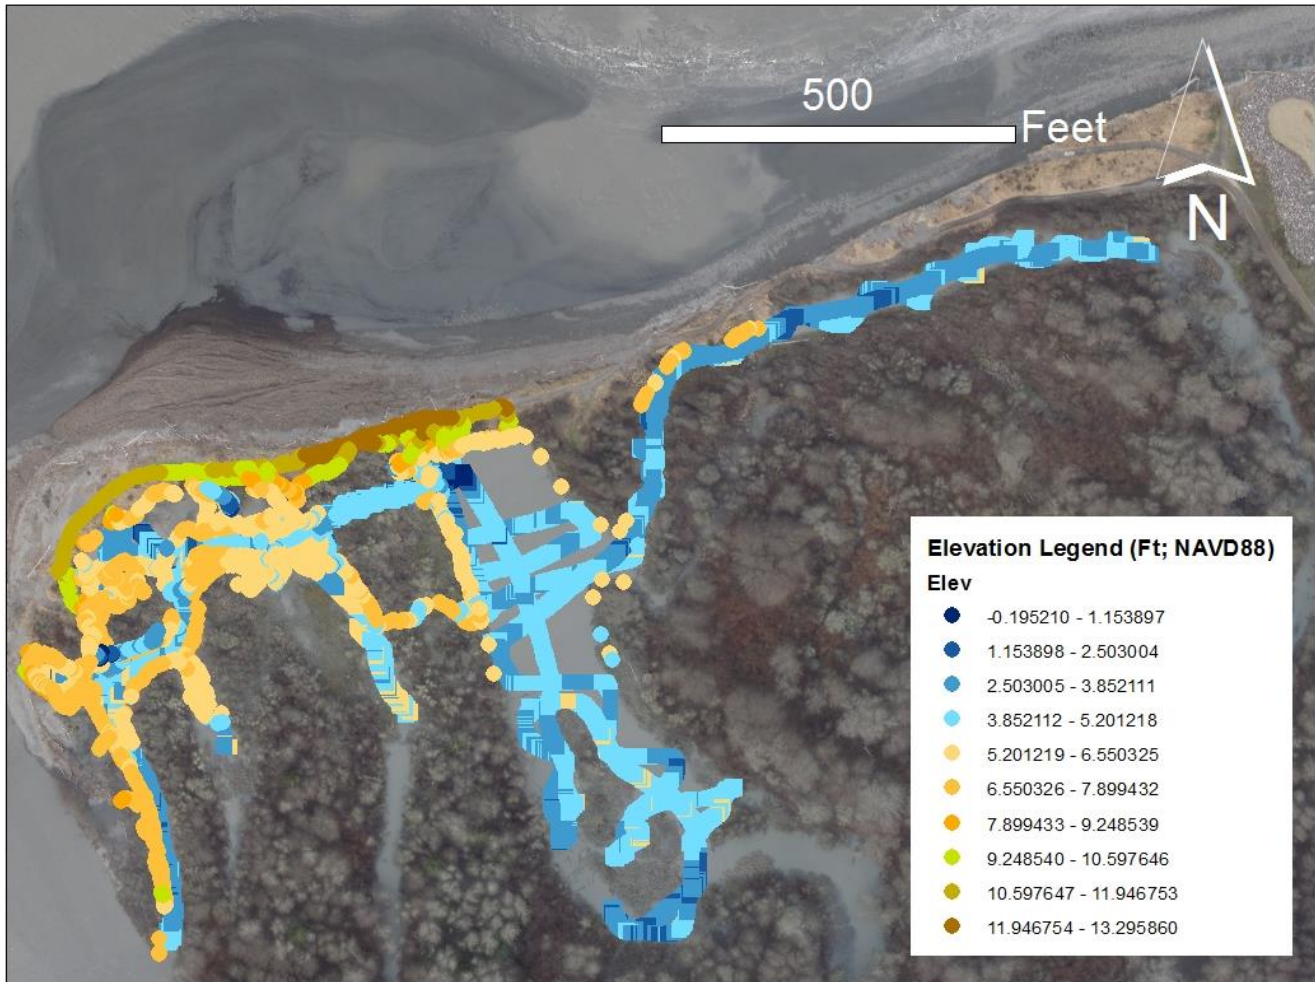 500
Feet
N
Elevation Legend (Ft; NAVD88)
Elev
-0.195210 - 1.153897
1.153898 - 2.503004
2.503005 - 3.852111
3.852112 - 5.201218
5.201219 - 6.550325
6.550326 - 7.899432
7.899433 - 9.248539
9.248540 - 10.597646
10.597647 - 11.946753
11.946754 - 13.295860